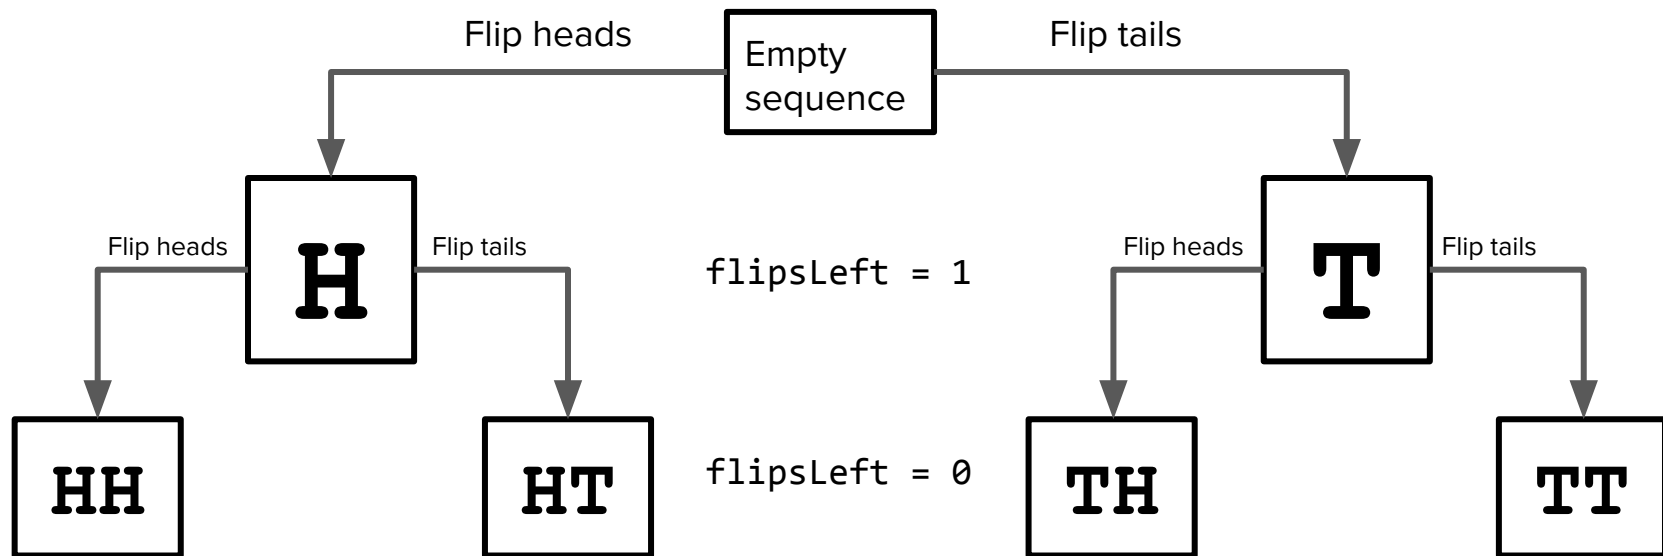 Flip heads
Empty
sequence
Flip tails
Flip heads
H
Flip tails
flipsLeft = 1
Flip heads
T
Flip tails
HH
HT
flipsLeft = 0
TH
TT